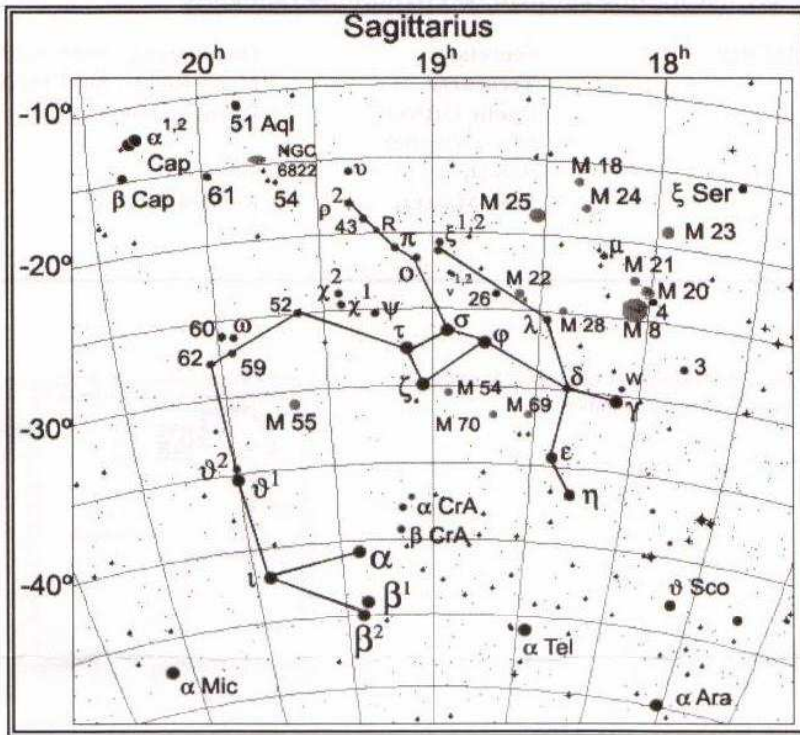 Sagittarius
20h 19h 18h
-10°
51 Aql
α1,2
Cap
NGC
6822
υ
M 18
β Cap
61
54
ρ2
M 24
ξ Ser
43
R
M 25
ξ1,2
M 23
π
μ
ο
M 21
-20°
χ2
ν1,2
M 22
M 20
χ1
ψ
26
4
52
σ
λ
M 28
M 8
60
ω
τ
φ
62
59
δ
w
3
ζ
M 54
M 69
γ
M 55
M 70
-30°
ε
ϑ2
ϑ1
η
α CrA
β CrA
α
-40°
ι
β1
ϑ Sco
β2
α Tel
α Mic
α Ara